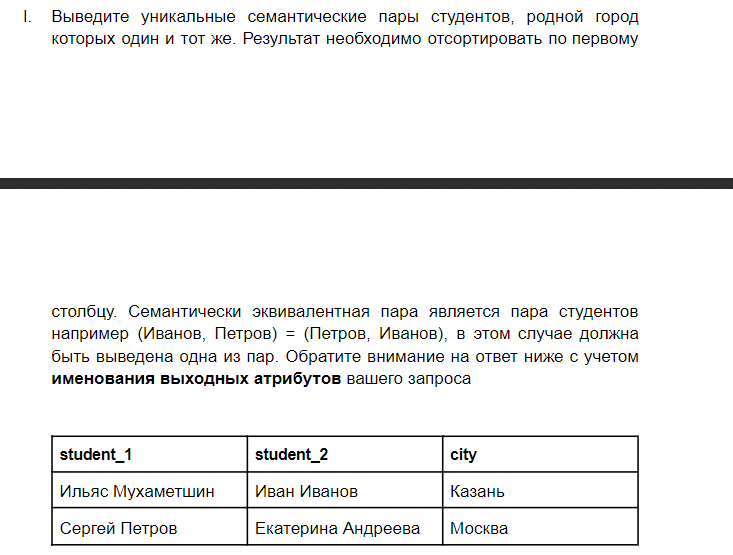 I. Выведите уникальные семантические пары студентов, родной город
которых один и тот же. Результат необходимо отсортировать по первому
столбцу. Семантически эквивалентная пара является пара студентов
например (Иванов, Петров) = (Петров, Иванов), в этом случае должна
быть выведена одна из пар. Обратите внимание на ответ ниже с учетом
именования выходных атрибутов вашего запроса
student_1 student_2 city
Ильяс Мухаметшин Иван Иванов Казань
Сергей Петров Екатерина Андреева Москва